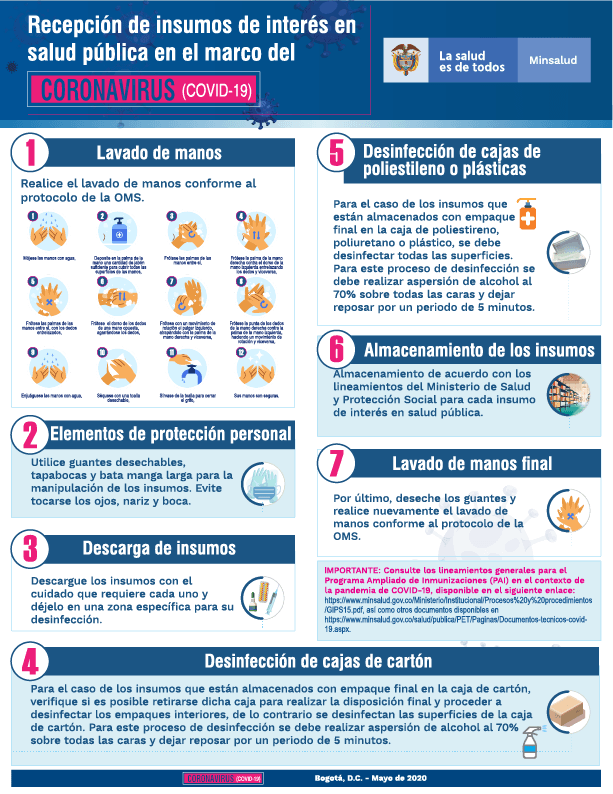 Recepción de insumos de interés en
salud pública en el marco del
CORONAVIRUS (COVID-19)
La salud
es de todos
Minsalud
1
Lavado de manos
Realice el lavado de manos conforme al
protocolo de la OMS.
1
Mójese las manos con agua,
2
Deposite en la palma de la
mano una cantidad de jabón
suficiente para cubrir todas las
superficies de las manos,
3
Frótese las palmas de las
manos entre sí,
4
Frótese la palma de la mano
derecha contra el dorso de la
mano izquierda entrelazando
los dedos y viceversa,
5
Frótese las palmas de las
manos entre sí, con los dedos
entrelazados,
6
Frótese el dorso de los dedos
de una mano opuesta,
agarrándose los dedos,
7
Frótese con un movimiento de
rotación el pulgar izquierdo,
atrapándolo con la palma de la
mano derecha y viceversa,
8
Frótese la punta de los dedos
de la mano derecha contra la
palma de la mano izquierda,
haciendo un movimiento de
rotación y viceversa,
9
Enjuáguese las manos con agua,
10
Séquese con una toalla
desechable,
11
Sírvase de la toalla para cerrar
el grifo,
12
Sus manos son seguras.
2
Elementos de protección personal
Utilice guantes desechables,
tapabocas y bata manga larga para la
manipulación de los insumos. Evite
tocarse los ojos, nariz y boca.
3
Descarga de insumos
Descargue los insumos con el
cuidado que requiere cada uno y
déjelo en una zona específica para su
desinfección.
5
Desinfección de cajas de
poliestileno o plásticas
Para el caso de los insumos que
están almacenados con empaque
final en la caja de poliestireno,
poliuretano o plástico, se debe
desinfectar todas las superficies.
Para este proceso de desinfección se
debe realizar aspersión de alcohol al
70% sobre todas las caras y dejar
reposar por un periodo de 5 minutos.
6
Almacenamiento de los insumos
Almacenamiento de acuerdo con los
lineamientos del Ministerio de Salud
y Protección Social para cada insumo
de interés en salud pública.
7
Lavado de manos final
Por último, deseche los guantes y
realice nuevamente el lavado de
manos conforme al protocolo de la
OMS.
IMPORTANTE: Consulte los lineamientos generales para el
Programa Ampliado de Inmunizaciones (PAI) en el contexto de
la pandemia de COVID-19, disponible en el siguiente enlace:
https://www.minsalud.gov.co/Ministerio/Institucional/Procesos%20y%20procedimientos
/GIPS15.pdf, así como otros documentos disponibles en
https://www.minsalud.gov.co/salud/publica/PET/Paginas/Documentos-tecnicos-covid-
19.aspx.
4
Desinfección de cajas de cartón
Para el caso de los insumos que están almacenados con empaque final en la caja de cartón,
verifique si es posible retirarse dicha caja para realizar la disposición final y proceder a
desinfectar los empaques interiores, de lo contrario se desinfectan las superficies de la caja
de cartón. Para este proceso de desinfección se debe realizar aspersión de alcohol al 70%
sobre todas las caras y dejar reposar por un periodo de 5 minutos.
CORONAVIRUS (COVID-19)
Bogotá, D.C. - Mayo de 2020